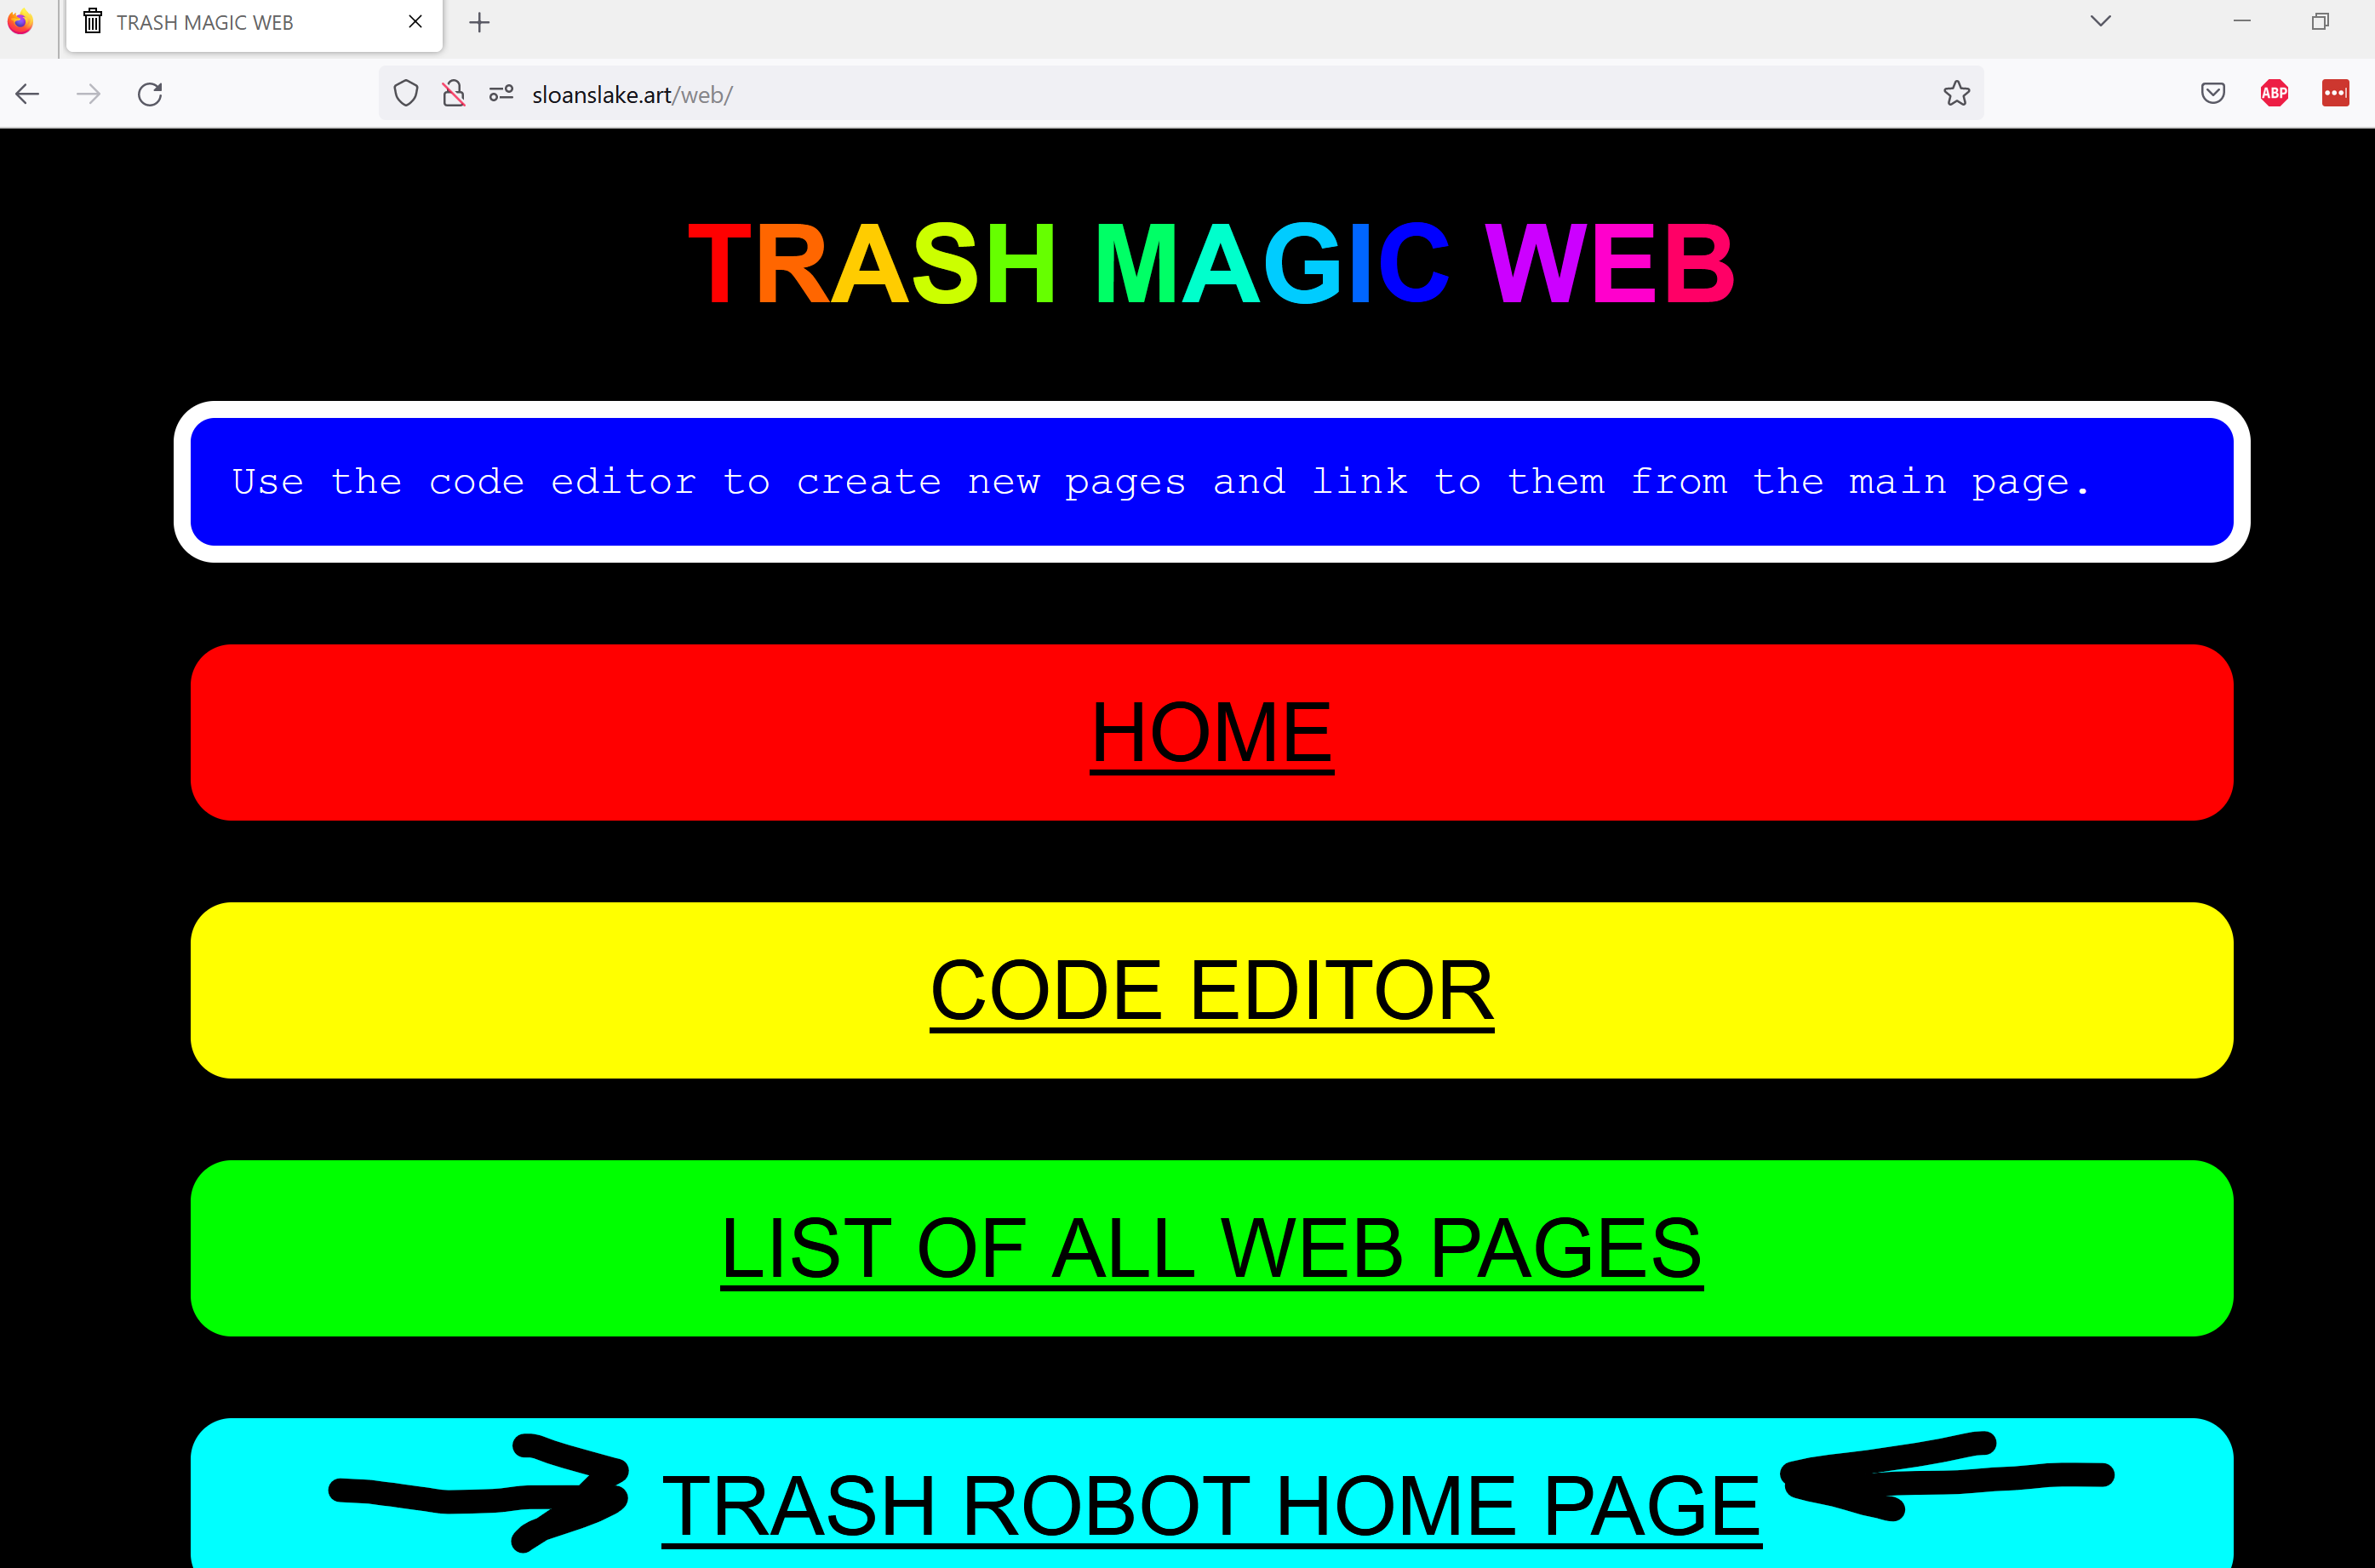 TRASH MAGIC WEB
sloanslake.art/web/
ABP
TRASH MAGIC WEB
Use the code editor to create new pages and link to them from the main page.
HOME
CODE EDITOR
LIST OF ALL WEB PAGES
TRASH ROBOT HOME PAGE